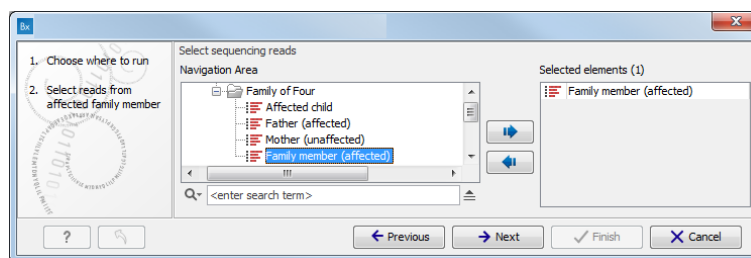 Bx
X
1. Choose where to run
2. Select reads from
affected family member
Select sequencing reads
Navigation Area
Family of Four
Affected child
Father (affected)
Mother (unaffected)
Family member (affected)
<enter search term>
Selected elements (1)
Family member (affected)
?
Previous
Next
Finish
Cancel